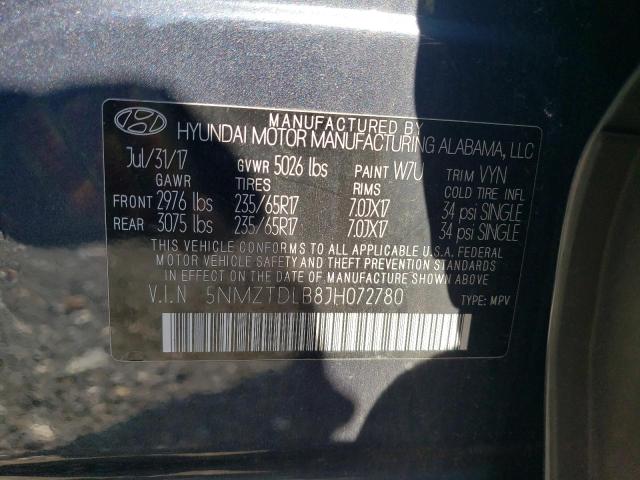 MANUFACTURED BY
HYUNDAI MOTOR MANUFACTURING ALABAMA, LLC
Jul/31/17 GVWR 5026 lbs PAINT W7U TRIM VYN
GAWR TIRES RIMS COLD TIRE INFL
FRONT 2976 lbs 235/65R17 7.0JX17 34 psi SINGLE
REAR 3075 lbs 235/65R17 7.0JX17 34 psi SINGLE
THIS VEHICLE CONFORMS TO ALL APPLICABLE U.S.A. FEDERAL
MOTOR VEHICLE SAFETY STANDARDS IN EFFECT ON THE
DATE OF MANUFACTURE SHOWN ABOVE
V.I.N 5NMZTDLB8JH072780 TYPE: MPV